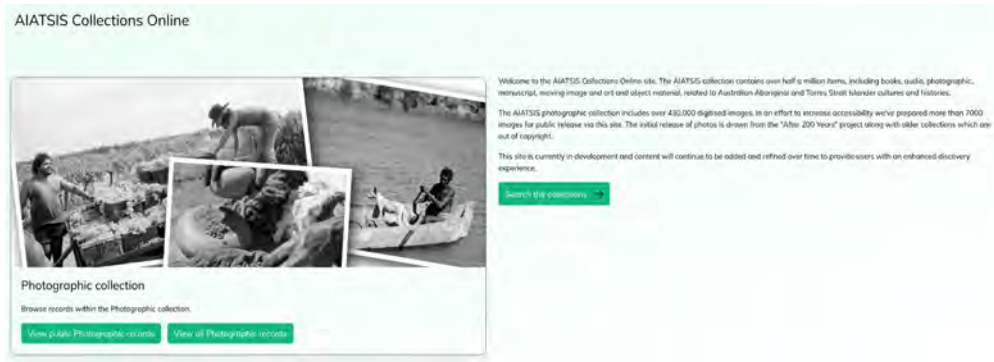 AIATSIS Collections Online
Welcome to the AIATSIS Collections Online site. The AIATSIS collection contains over half a million items, including books, audio, photographic,
manuscript, moving image and art and object material, related to Australian Aboriginal and Torres Strait Islander cultures and histories.
The AIATSIS photographic collection includes over 430,000 digitised images. In an effort to increase accessibility we've prepared more than 7000
images for public release via this site. The initial release of photos is drawn from the "After 200 Years" project along with older collections which are
out of copyright.
This site is currently in development and content will continue to be added and refined over time to provide users with an enhanced discovery
experience.
Search the collections
Photographic collection
Browse records within the Photographic collection.
View public Photographic records
View all Photographic records